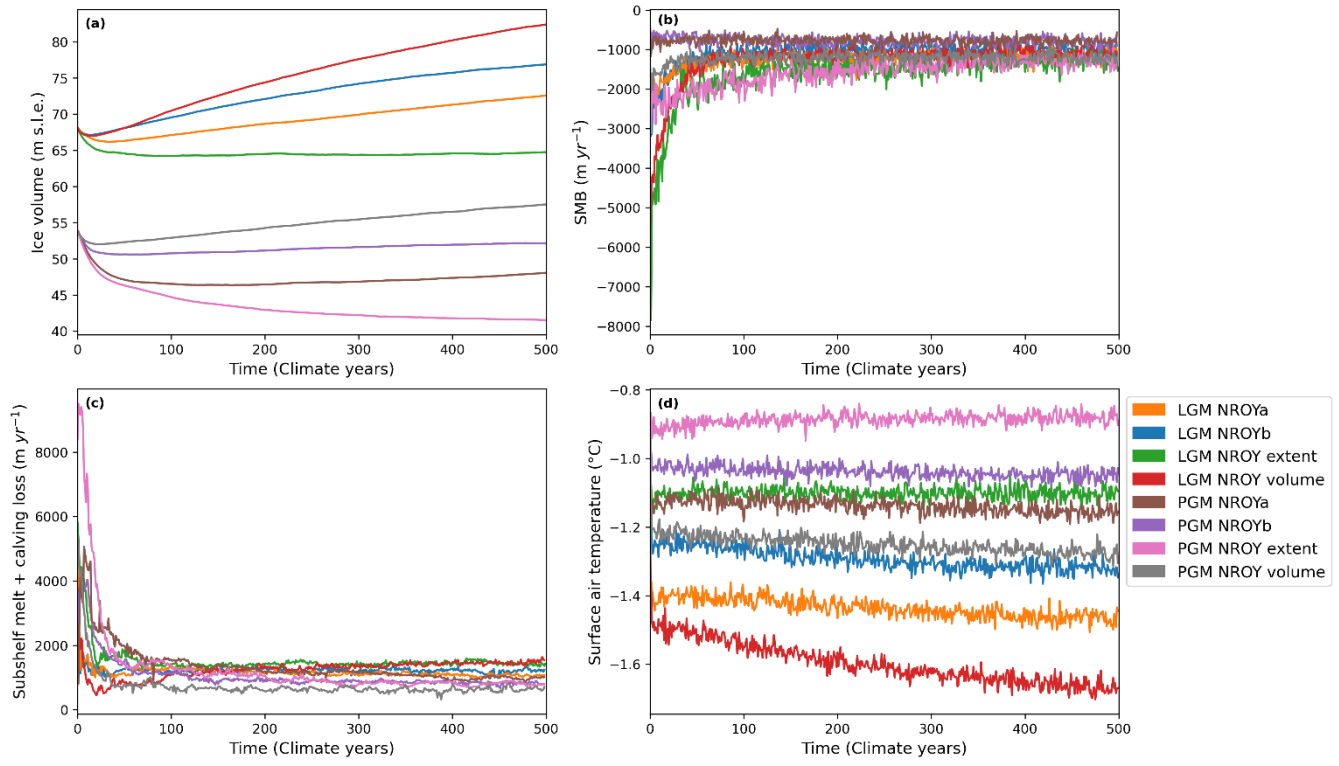 (a)
Ice volume (m s.l.e.)
80
75
70
65
60
55
50
45
40
0 100 200 300 400 500
Time (Climate years)
(b)
SMB (m yr⁻¹)
0
−1000
−2000
−3000
−4000
−5000
−6000
−7000
−8000
0 100 200 300 400 500
Time (Climate years)
(c)
Subshelf melt + calving loss (m yr⁻¹)
8000
6000
4000
2000
0
0 100 200 300 400 500
Time (Climate years)
(d)
Surface air temperature (°C)
−0.8
−1.0
−1.2
−1.4
−1.6
0 100 200 300 400 500
Time (Climate years)
LGM NROYa
LGM NROYb
LGM NROY extent
LGM NROY volume
PGM NROYa
PGM NROYb
PGM NROY extent
PGM NROY volume